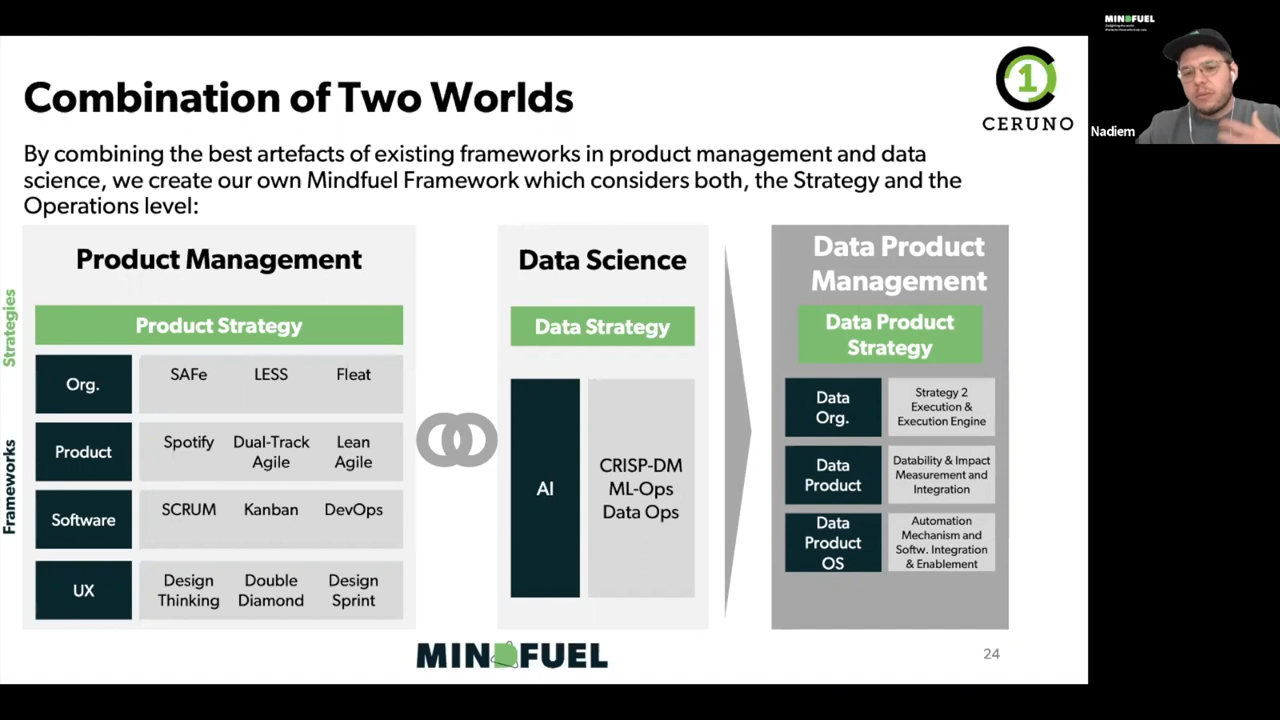 Combination of Two Worlds
1
CERUNO
By combining the best artefacts of existing frameworks in product management and data
science, we create our own Mindfuel Framework which considers both, the Strategy and the
Operations level:
Strategies
Frameworks
Product Management
Product Strategy
Org.
SAFe LESS Fleat
Product
Spotify Dual-Track Lean
Agile Agile
Software
SCRUM Kanban DevOps
UX
Design Double Design
Thinking Diamond Sprint
Data Science
Data Strategy
AI
CRISP-DM
ML-Ops
Data Ops
Data Product
Management
Data Product
Strategy
Data
Org.
Strategy 2
Execution &
Execution Engine
Data
Product
Datability & Impact
Measurement and
Integration
Data
Product
OS
Automation
Mechanism and
Softw. Integration
& Enablement
MINDFUEL
24
MINDFUEL
Nadiem